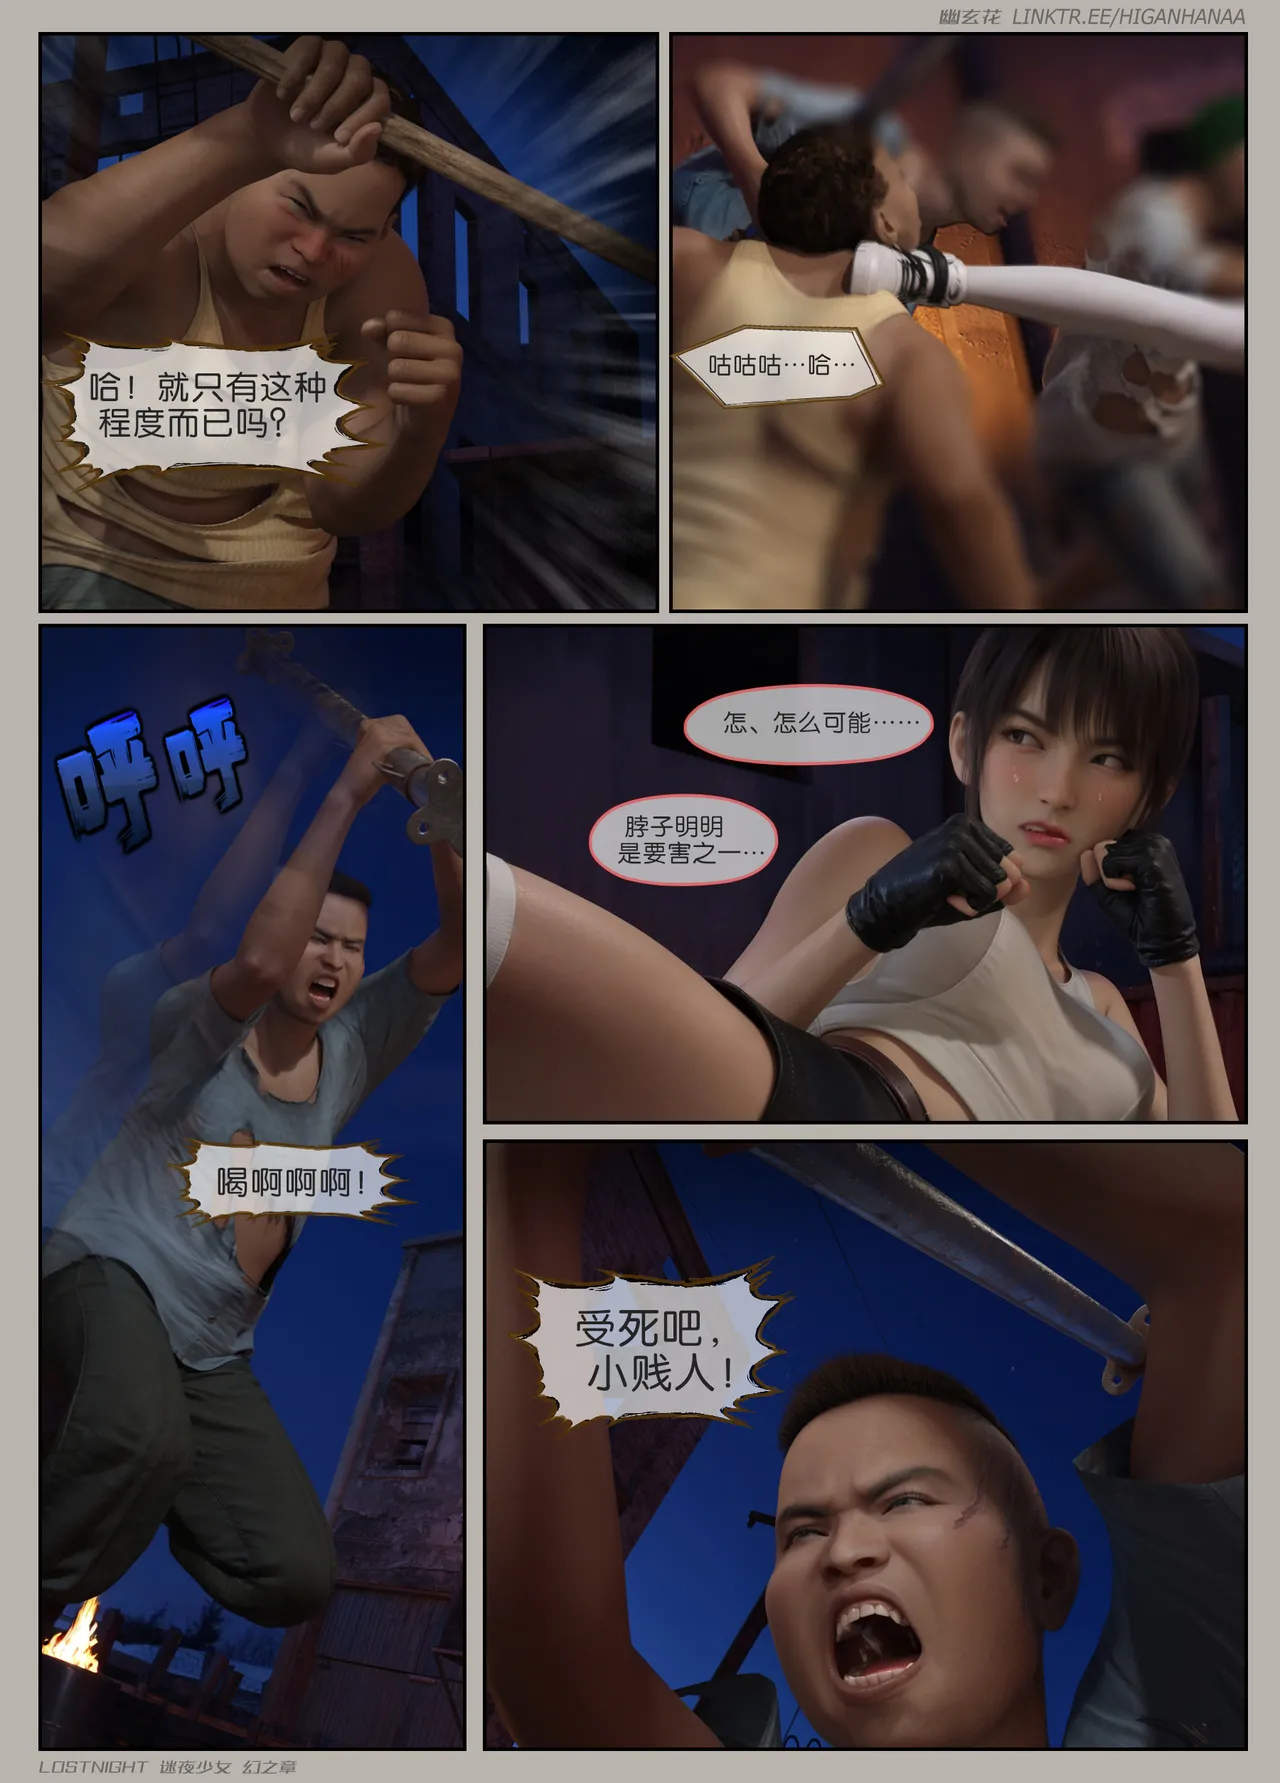 幽玄花 LINKTR.EE/HIGANHANAA
哈！就只有这种
程度而已吗？
咕咕咕…哈…
呼呼
喝啊啊啊！
怎、怎么可能……
脖子明明
是要害之一…
受死吧，
小贱人！
LOSTNIGHT 迷夜少女 幻之章